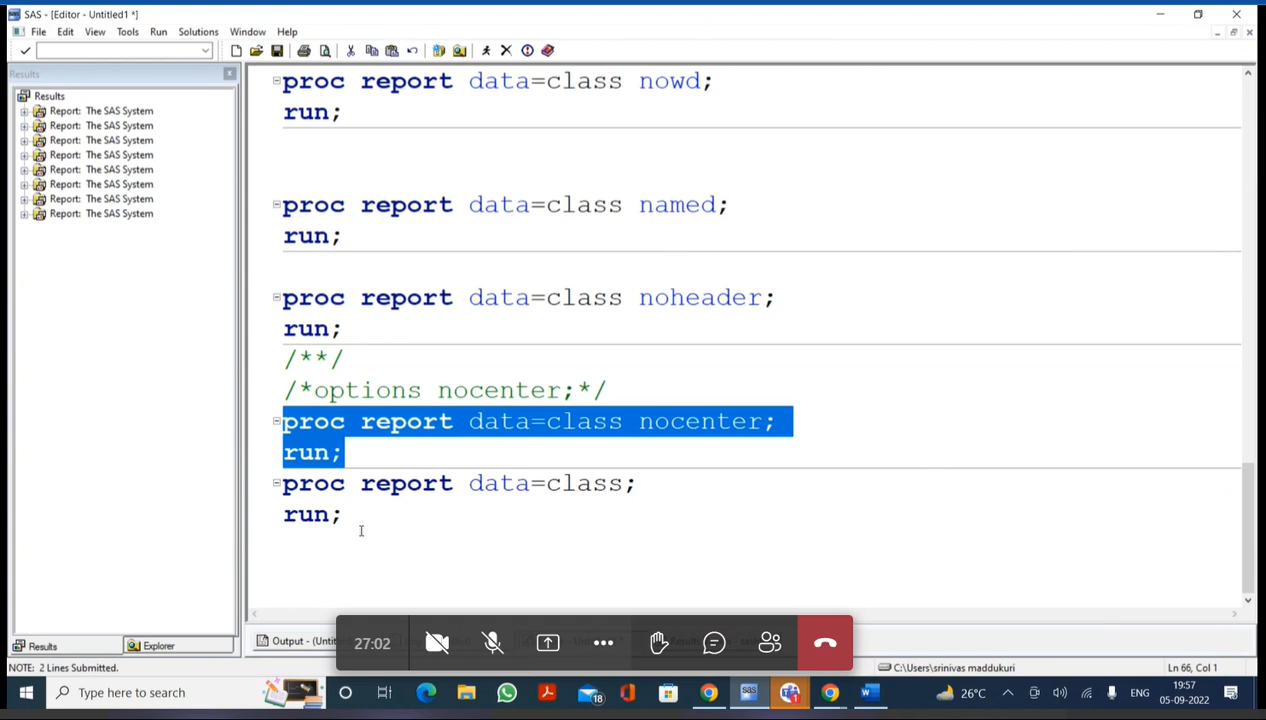 SAS - [Editor - Untitled1 *]
File Edit View Tools Run Solutions Window Help
Results
Results
Report: The SAS System
Report: The SAS System
Report: The SAS System
Report: The SAS System
Report: The SAS System
Report: The SAS System
Report: The SAS System
Report: The SAS System
proc report data=class nowd;
run;
proc report data=class named;
run;
proc report data=class noheader;
run;
/**/
/*options nocenter;*/
proc report data=class nocenter;
run;
proc report data=class;
run;
Results Explorer
Output - (Unti
27:02
NOTE: 2 Lines Submitted.
C:\Users\srinivas maddukuri
Ln 66, Col 1
Type here to search
18
SAS
1
26°C
ENG
19:57
05-09-2022